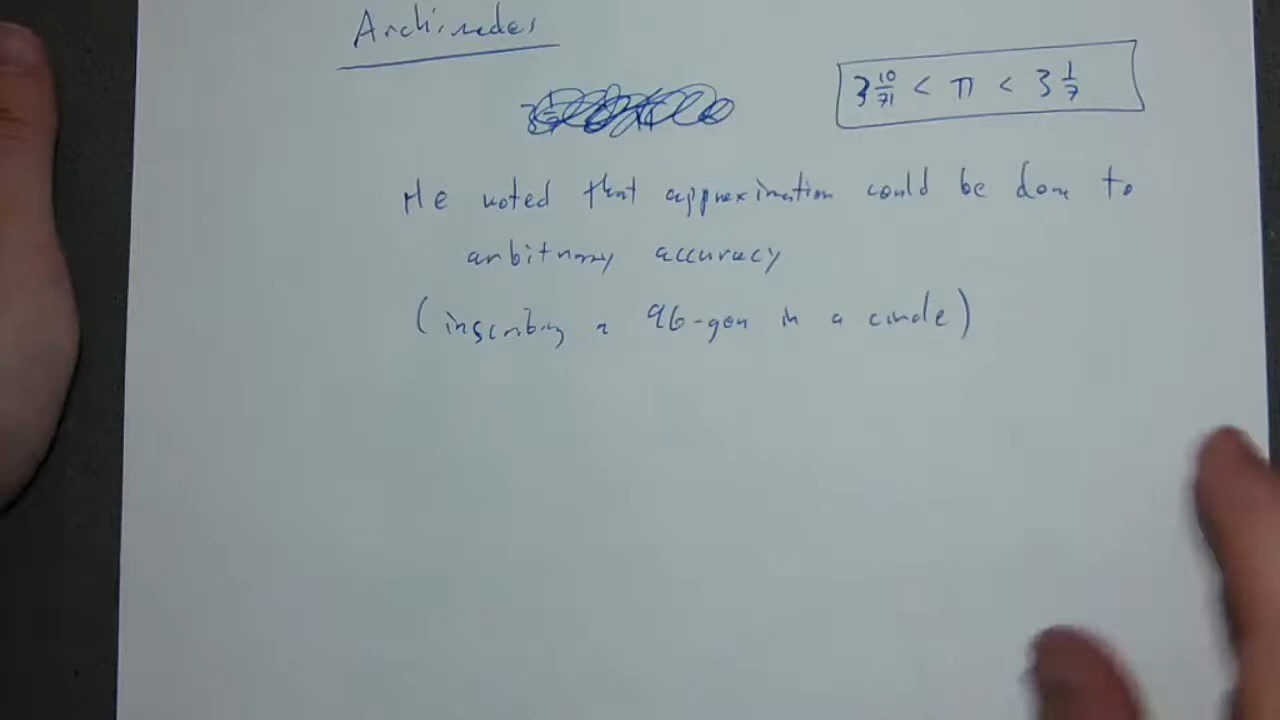 Archimedes
3 10/71 < π < 3 1/7
He noted that approximation could be done to
arbitrary accuracy
(inscribing a 96-gon in a circle)